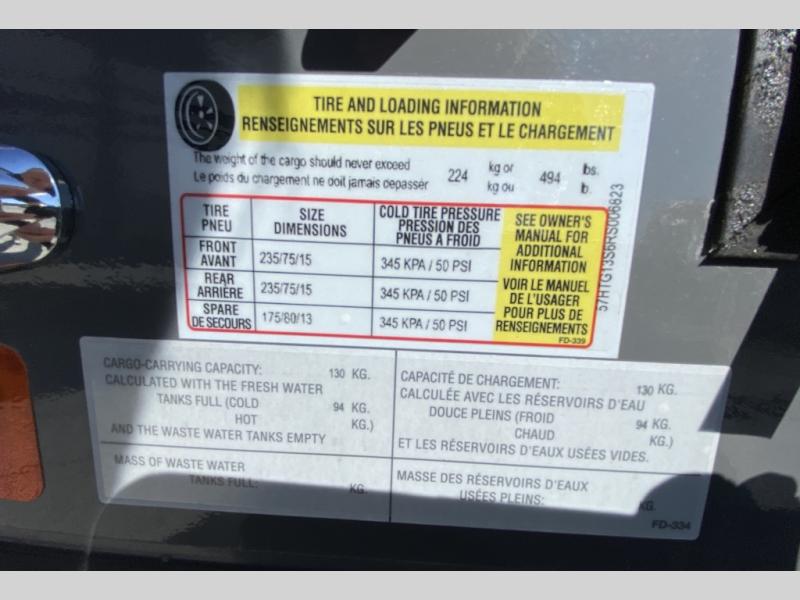 TIRE AND LOADING INFORMATION
RENSEIGNEMENTS SUR LES PNEUS ET LE CHARGEMENT
The weight of the cargo should never exceed 224 kg or 494 lbs.
Le poids du chargement ne doit jamais depasser kg ou lb.
TIRE PNEU SIZE DIMENSIONS COLD TIRE PRESSURE PRESSION DES PNEUS A FROID
FRONT AVANT 235/75/15 345 KPA / 50 PSI
REAR ARRIÈRE 235/75/15 345 KPA / 50 PSI
SPARE DE SECOURS 175/80/13 345 KPA / 50 PSI
SEE OWNER'S
MANUAL FOR
ADDITIONAL
INFORMATION
VOIR LE MANUEL
DE L'USAGER
POUR PLUS DE
RENSEIGNEMENTS
FD-339
CARGO-CARRYING CAPACITY: 130 KG.
CALCULATED WITH THE FRESH WATER
TANKS FULL (COLD 94 KG.
HOT KG.)
AND THE WASTE WATER TANKS EMPTY
MASS OF WASTE WATER
TANKS FULL: KG.
CAPACITÉ DE CHARGEMENT: 130 KG.
CALCULÉE AVEC LES RÉSERVOIRS D'EAU
DOUCE PLEINS (FROID 94 KG.
CHAUD KG.)
ET LES RÉSERVOIRS D'EAUX USÉES VIDES.
MASSE DES RÉSERVOIRS D'EAUX
USÉES PLEINS: KG.
FD-334